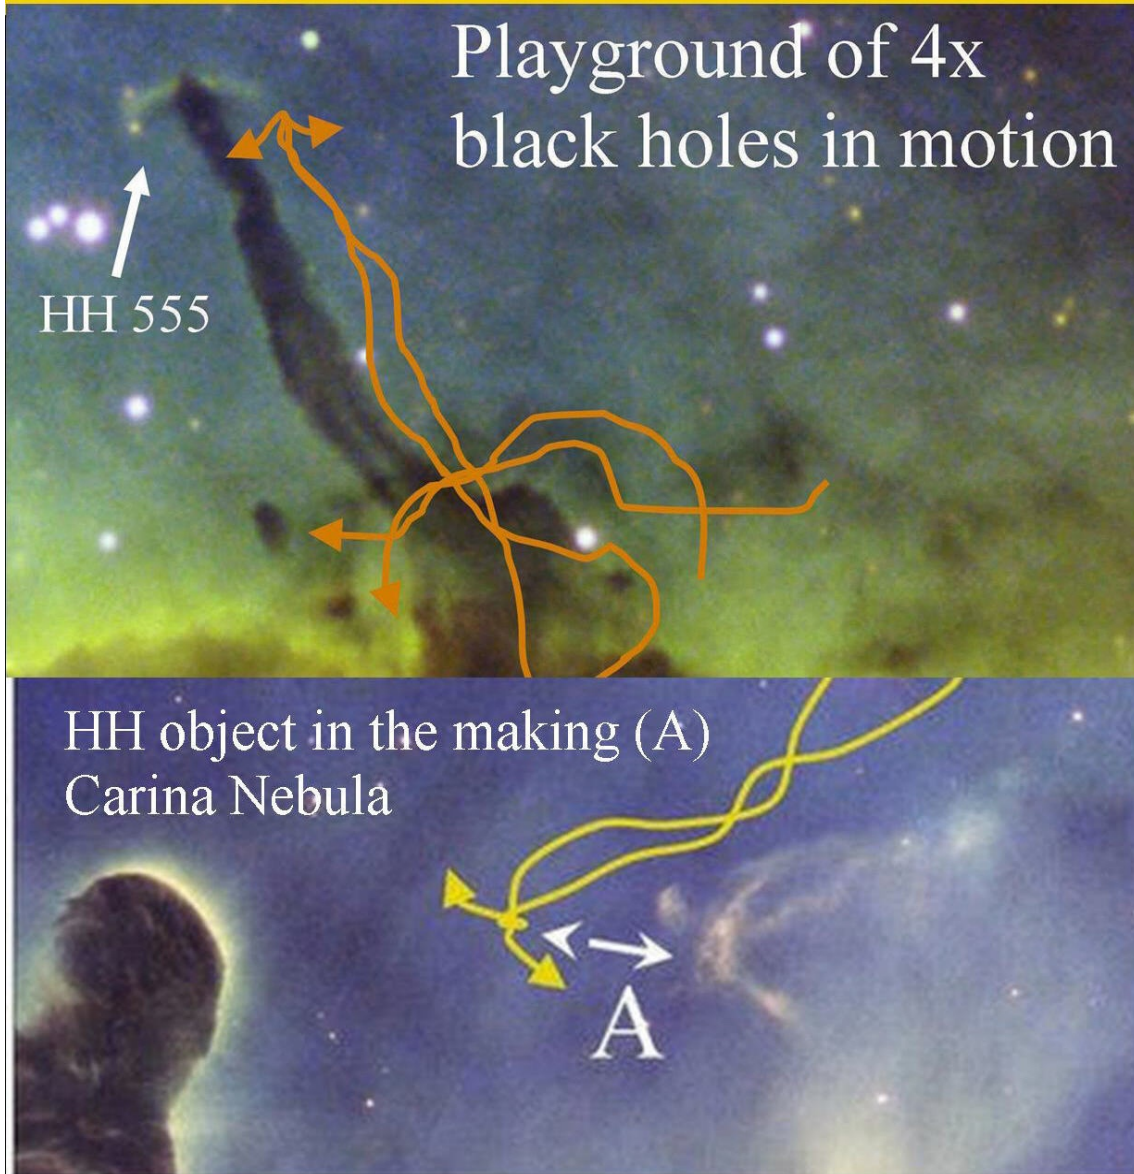 Playground of 4x
black holes in motion
HH 555
HH object in the making (A)
Carina Nebula
A